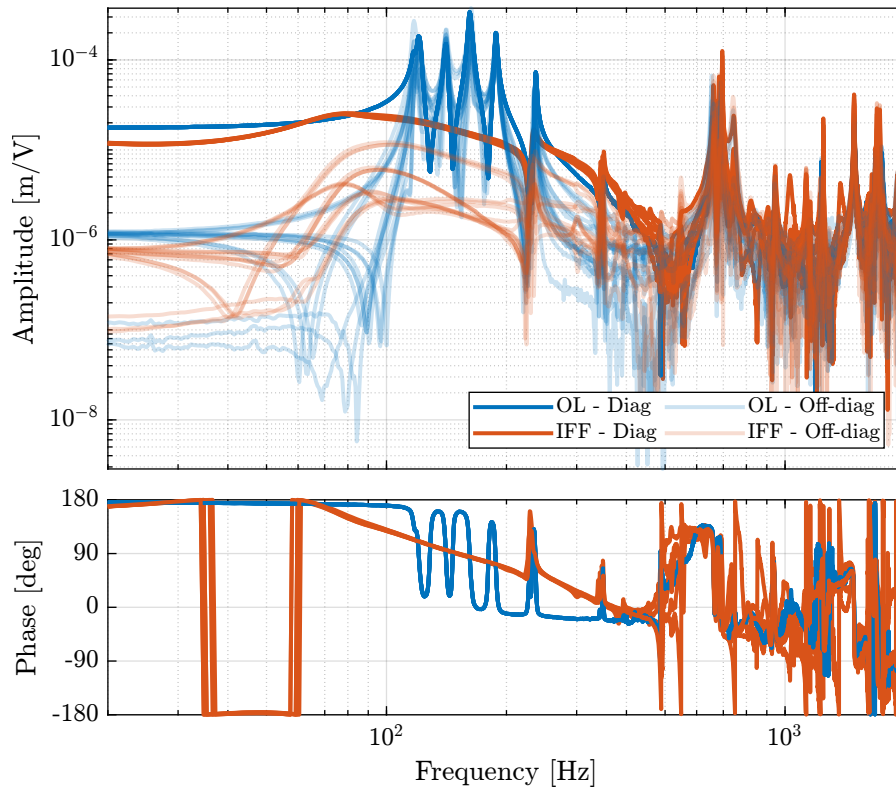 10^-4
10^-6
10^-8
Amplitude [m/V]
OL - Diag OL - Off-diag
IFF - Diag IFF - Off-diag
180
90
0
-90
-180
Phase [deg]
10^2 10^3
Frequency [Hz]